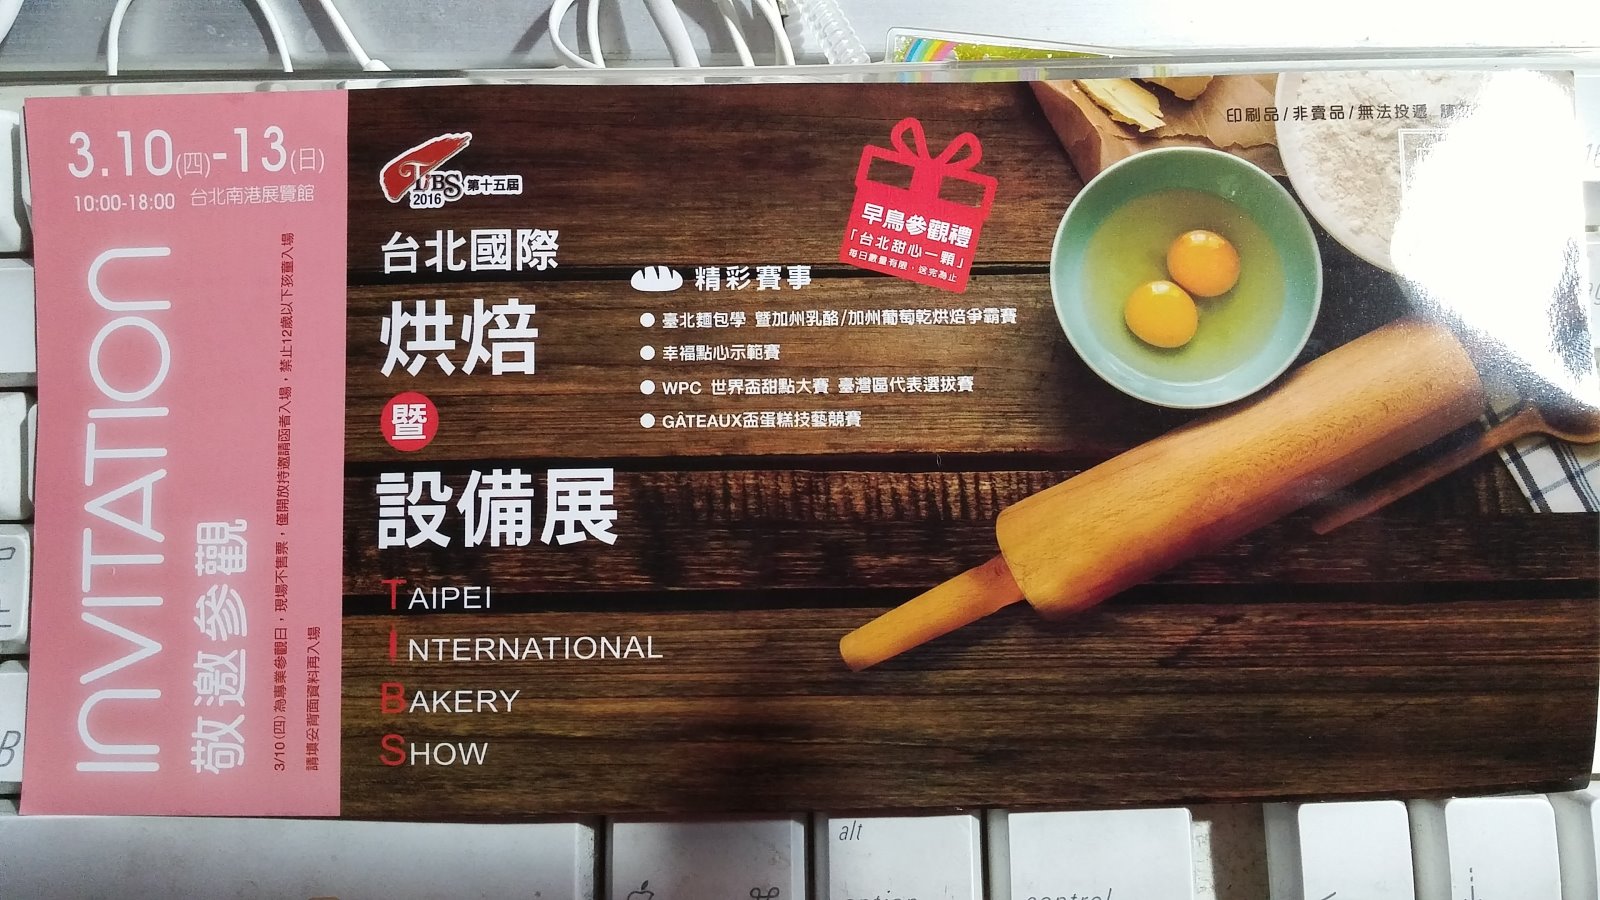 3.10(四)-13(日)
10:00-18:00 台北南港展覽館
INVITATION
敬邀參觀
3/10(四)為專業參觀日，現場不售票，僅開放持邀請函者入場，禁止12歲以下孩童入場
請填妥背面資料再入場
TIBS
2016
第十五屆
台北國際
烘焙
暨
設備展
TAIPEI
INTERNATIONAL
BAKERY
SHOW
精彩賽事
● 臺北麵包學 暨加州乳酪/加州葡萄乾烘焙爭霸賽
● 幸福點心示範賽
● WPC 世界盃甜點大賽 臺灣區代表選拔賽
● GÂTEAUX盃蛋糕技藝競賽
早鳥參觀禮
「台北甜心一顆」
每日數量有限，送完為止
印刷品/非賣品/無法投遞
B
alt